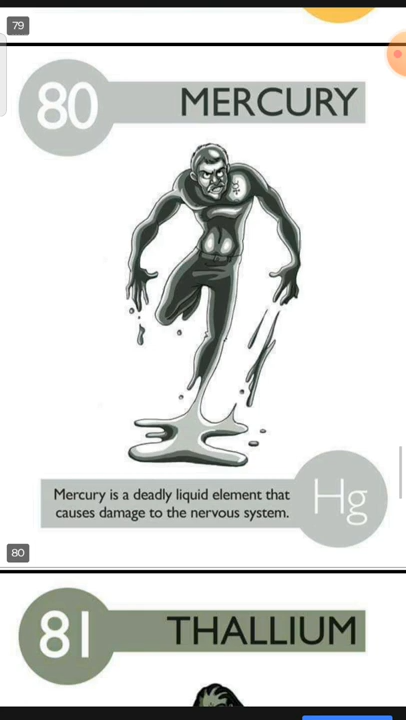 79
80
MERCURY
Mercury is a deadly liquid element that
causes damage to the nervous system.
Hg
80
81
THALLIUM